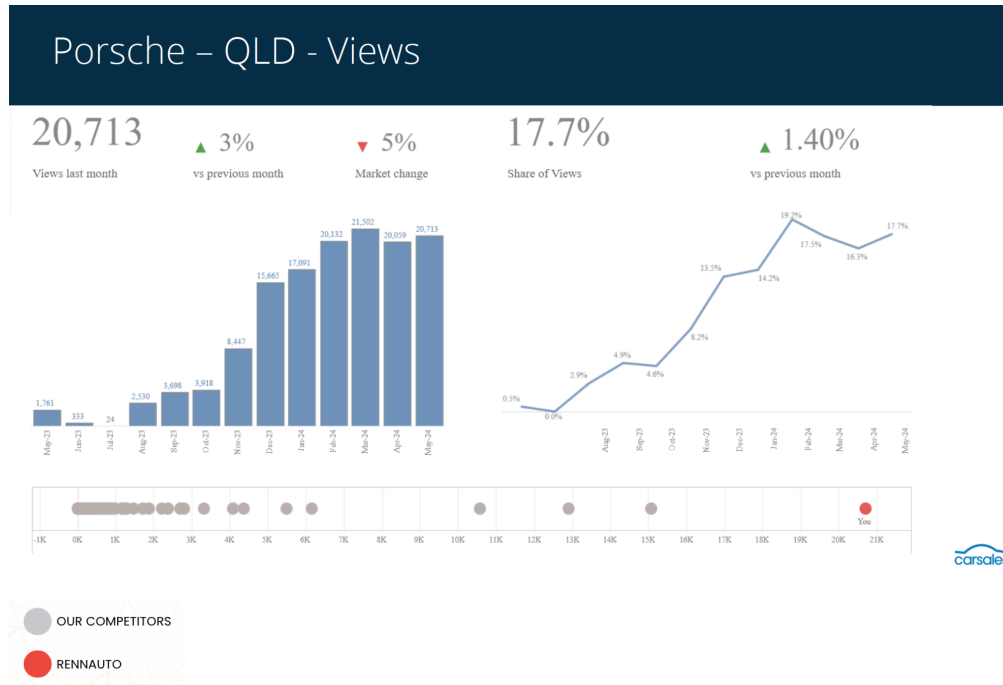 Porsche – QLD - Views
20,713
Views last month
▲ 3%
vs previous month
▼ 5%
Market change
17.7%
Share of Views
▲ 1.40%
vs previous month
1,761
333
24
2,530
3,698
3,918
8,447
15,665
17,091
20,132
21,502
20,059
20,713
May-23
Jun-23
Jul-23
Aug-23
Sep-23
Oct-23
Nov-23
Dec-23
Jan-24
Feb-24
Mar-24
Apr-24
May-24
0.5%
0.0%
2.9%
4.9%
4.6%
8.2%
13.5%
14.2%
19.2%
17.5%
16.3%
17.7%
Aug-23
Sep-23
Oct-23
Nov-23
Dec-23
Jan-24
Feb-24
Mar-24
Apr-24
May-24
You
-1K 0K 1K 2K 3K 4K 5K 6K 7K 8K 9K 10K 11K 12K 13K 14K 15K 16K 17K 18K 19K 20K 21K
carsale
OUR COMPETITORS
RENNAUTO